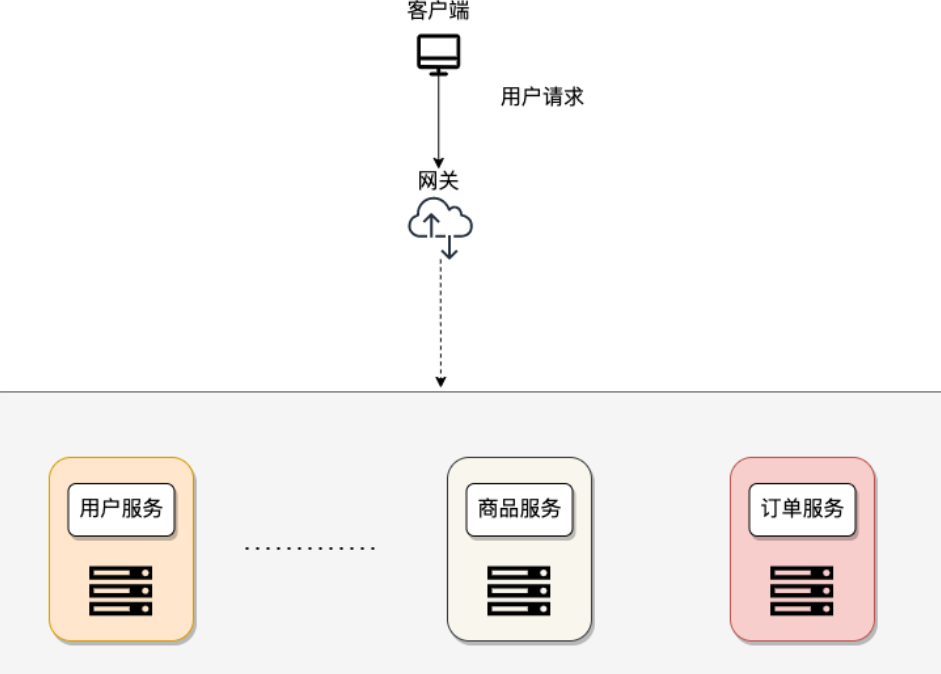 客户端
用户请求
网关
用户服务
商品服务
订单服务